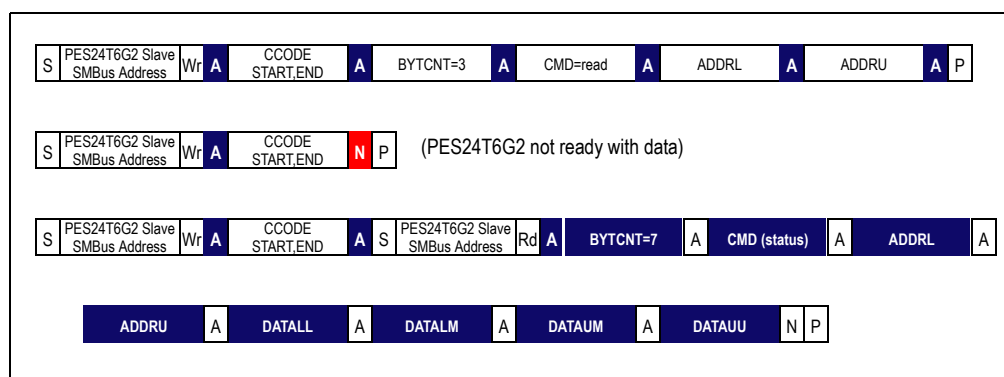 S PES24T6G2 Slave SMBus Address Wr A CCODE START,END A BYTCNT=3 A CMD=read A ADDRL A ADDRU A P
S PES24T6G2 Slave SMBus Address Wr A CCODE START,END N P (PES24T6G2 not ready with data)
S PES24T6G2 Slave SMBus Address Wr A CCODE START,END A S PES24T6G2 Slave SMBus Address Rd A BYTCNT=7 A CMD (status) A ADDRL A
ADDRU A DATALL A DATALM A DATAUM A DATAUU N P